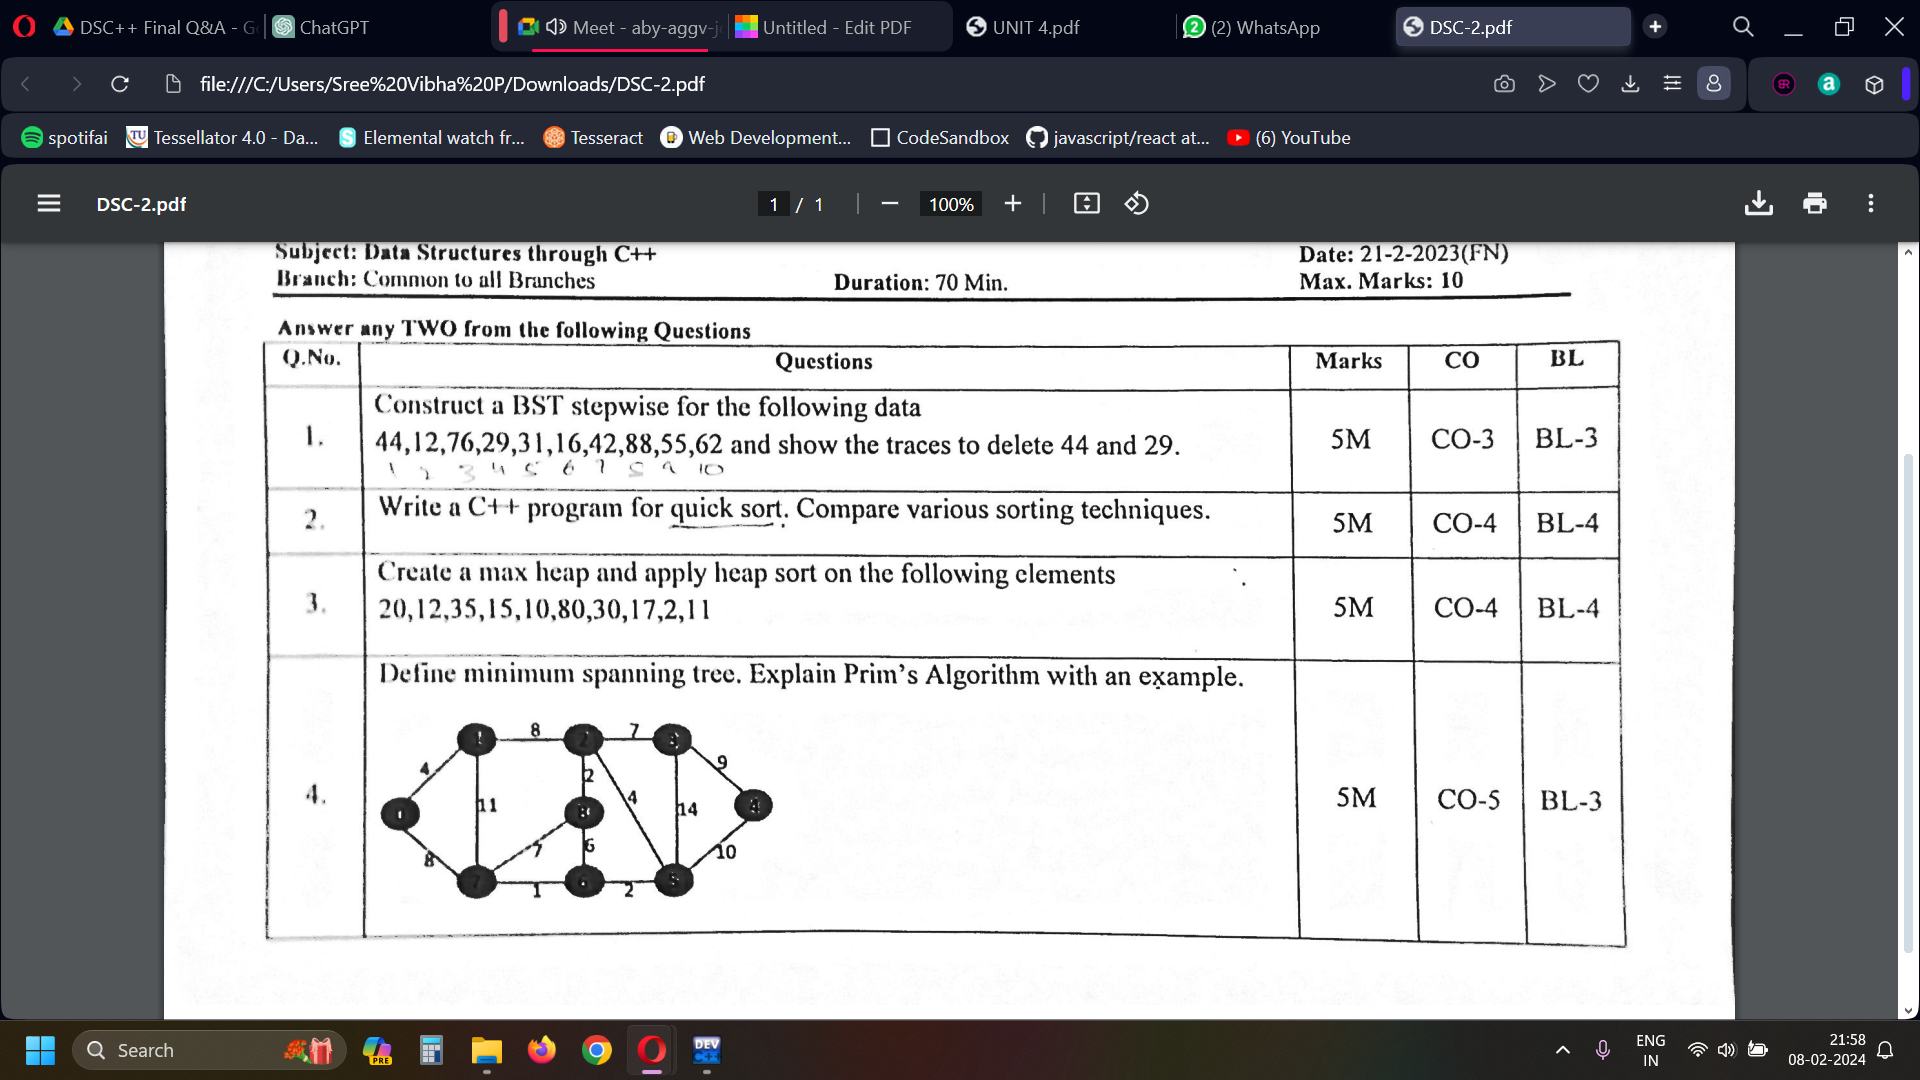 DSC++ Final Q&A - G
ChatGPT
Meet - aby-aggv-j
Untitled - Edit PDF
UNIT 4.pdf
(2) WhatsApp
DSC-2.pdf
file:///C:/Users/Sree%20Vibha%20P/Downloads/DSC-2.pdf
spotifai
Tessellator 4.0 - Da...
Elemental watch fr...
Tesseract
Web Development...
CodeSandbox
javascript/react at...
(6) YouTube
DSC-2.pdf
1 / 1
100%
Subject: Data Structures through C++
Date: 21-2-2023(FN)
Branch: Common to all Branches
Duration: 70 Min.
Max. Marks: 10
Answer any TWO from the following Questions
Q.No. Questions Marks CO BL
1. Construct a BST stepwise for the following data
44,12,76,29,31,16,42,88,55,62 and show the traces to delete 44 and 29. 5M CO-3 BL-3
1 2 3 4 5 6 7 8 9 10
2. Write a C++ program for quick sort. Compare various sorting techniques. 5M CO-4 BL-4
3. Create a max heap and apply heap sort on the following elements
20,12,35,15,10,80,30,17,2,11 5M CO-4 BL-4
4. Define minimum spanning tree. Explain Prim's Algorithm with an example. 5M CO-5 BL-3
1 8 2 7 3
4 2 9
11 8 4 14 4
8 7 6 10
7 1 6 2 5
Search
PRE
DEV
C++
ENG
IN
21:58
08-02-2024